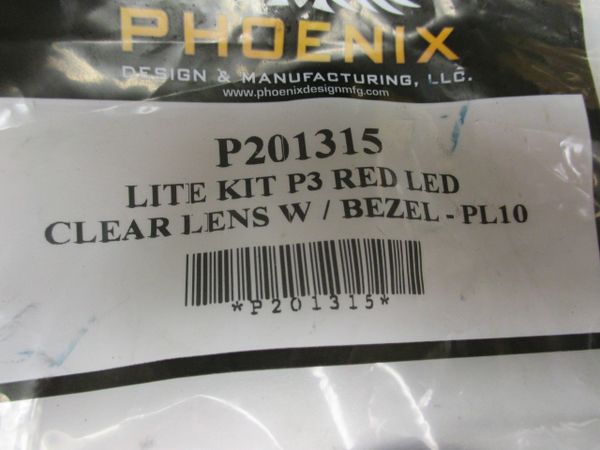 PHOENIX
DESIGN & MANUFACTURING, LLC.
www.phoenixdesignmfg.com
P201315
LITE KIT P3 RED LED
CLEAR LENS W / BEZEL - PL10
*P201315*